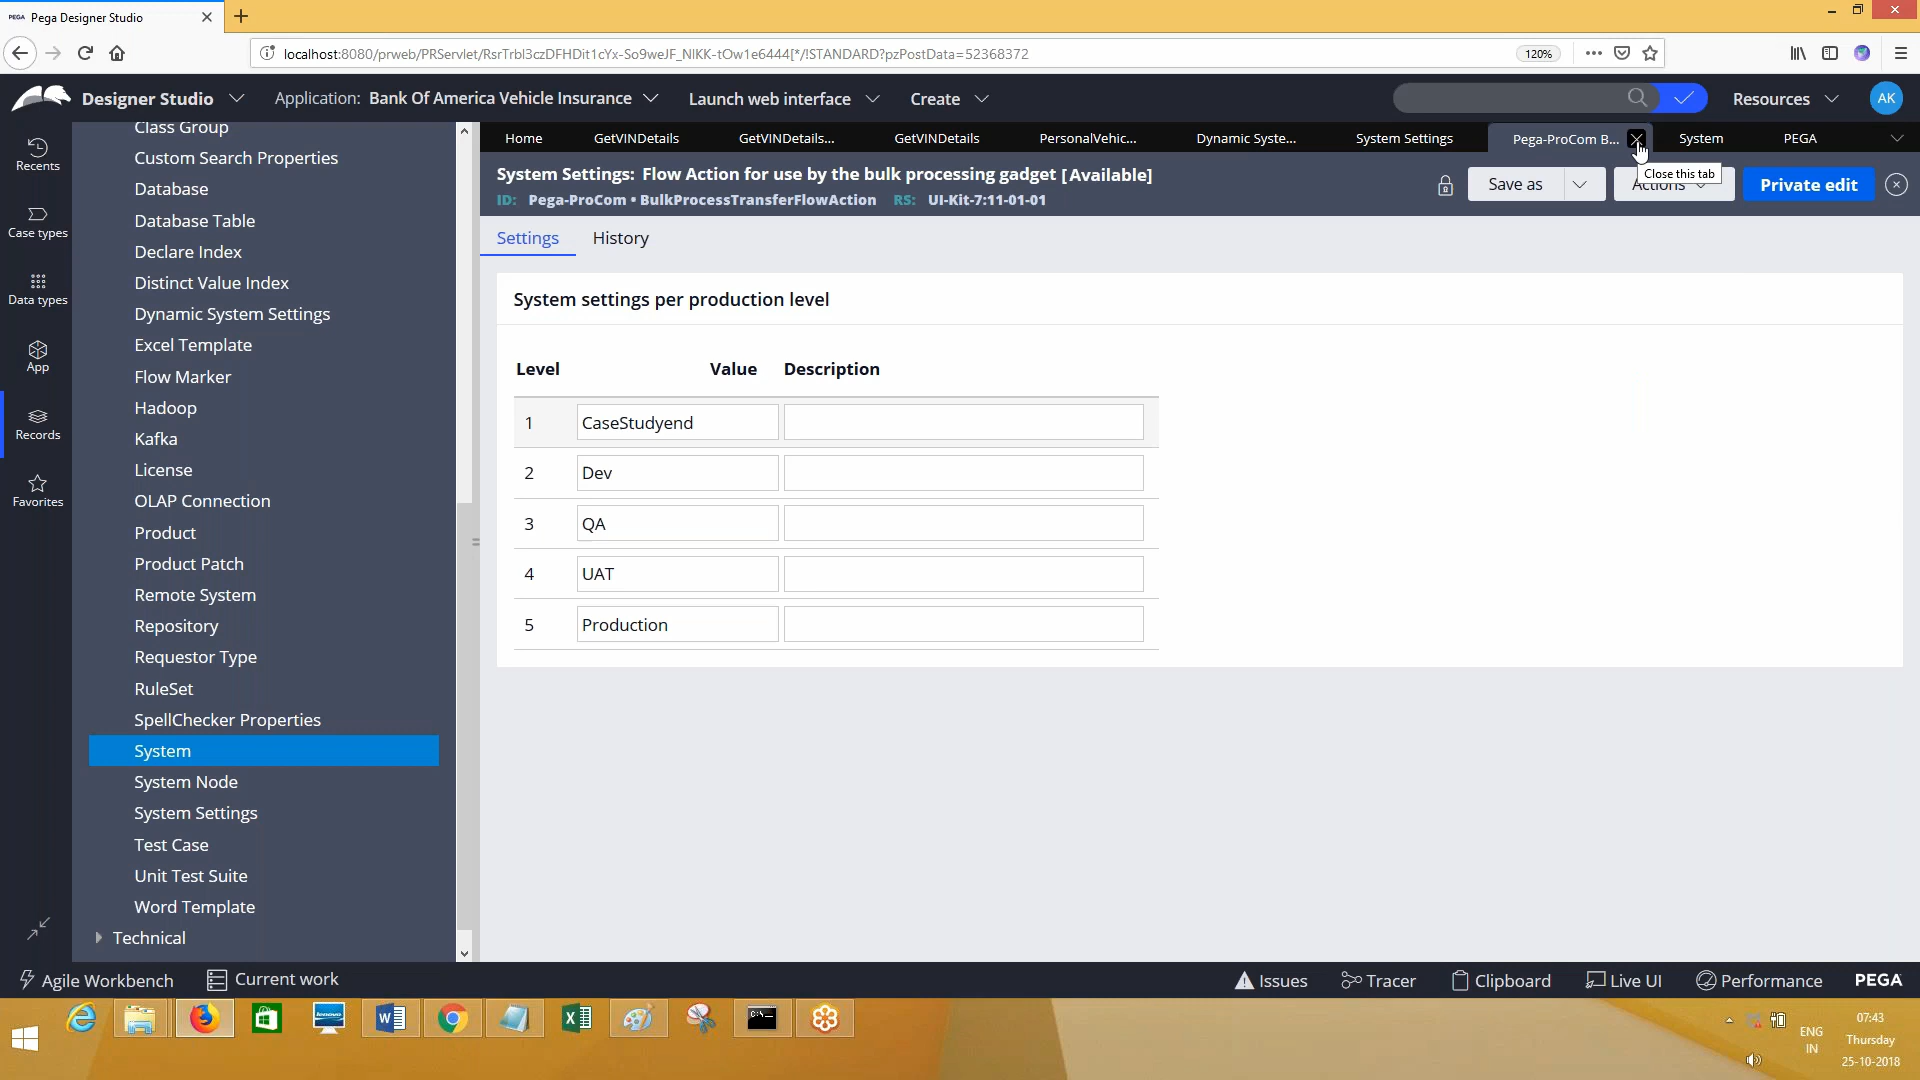 PEGA Pega Designer Studio
localhost:8080/prweb/PRServlet/RsrTrbl3czDFHDit1cYx-So9weJF_NIKK-tOw1e6444[*/!STANDARD?pzPostData=52368372
120%
Designer Studio
Application: Bank Of America Vehicle Insurance
Launch web interface
Create
Resources
AK
Recents
Case types
Data types
App
Records
Favorites
Class Group
Custom Search Properties
Database
Database Table
Declare Index
Distinct Value Index
Dynamic System Settings
Excel Template
Flow Marker
Hadoop
Kafka
License
OLAP Connection
Product
Product Patch
Remote System
Repository
Requestor Type
RuleSet
SpellChecker Properties
System
System Node
System Settings
Test Case
Unit Test Suite
Word Template
Technical
Home
GetVINDetails
GetVINDetails...
GetVINDetails
PersonalVehic...
Dynamic Syste...
System Settings
Pega-ProCom B...
System
PEGA
Close this tab
System Settings: Flow Action for use by the bulk processing gadget [Available]
ID: Pega-ProCom • BulkProcessTransferFlowAction RS: UI-Kit-7:11-01-01
Save as
Actions
Private edit
Settings
History
System settings per production level
Level Value Description
1 CaseStudyend
2 Dev
3 QA
4 UAT
5 Production
Agile Workbench
Current work
Issues
Tracer
Clipboard
Live UI
Performance
PEGA
lenovo
C:\_
ENG
IN
07:43
Thursday
25-10-2018